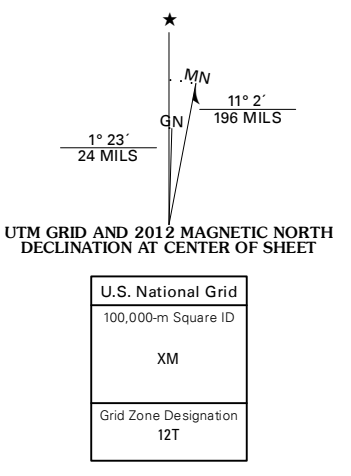 ★
MN
11° 2´
196 MILS
GN
1° 23´
24 MILS
UTM GRID AND 2012 MAGNETIC NORTH
DECLINATION AT CENTER OF SHEET
U.S. National Grid
100,000-m Square ID
XM
Grid Zone Designation
12T